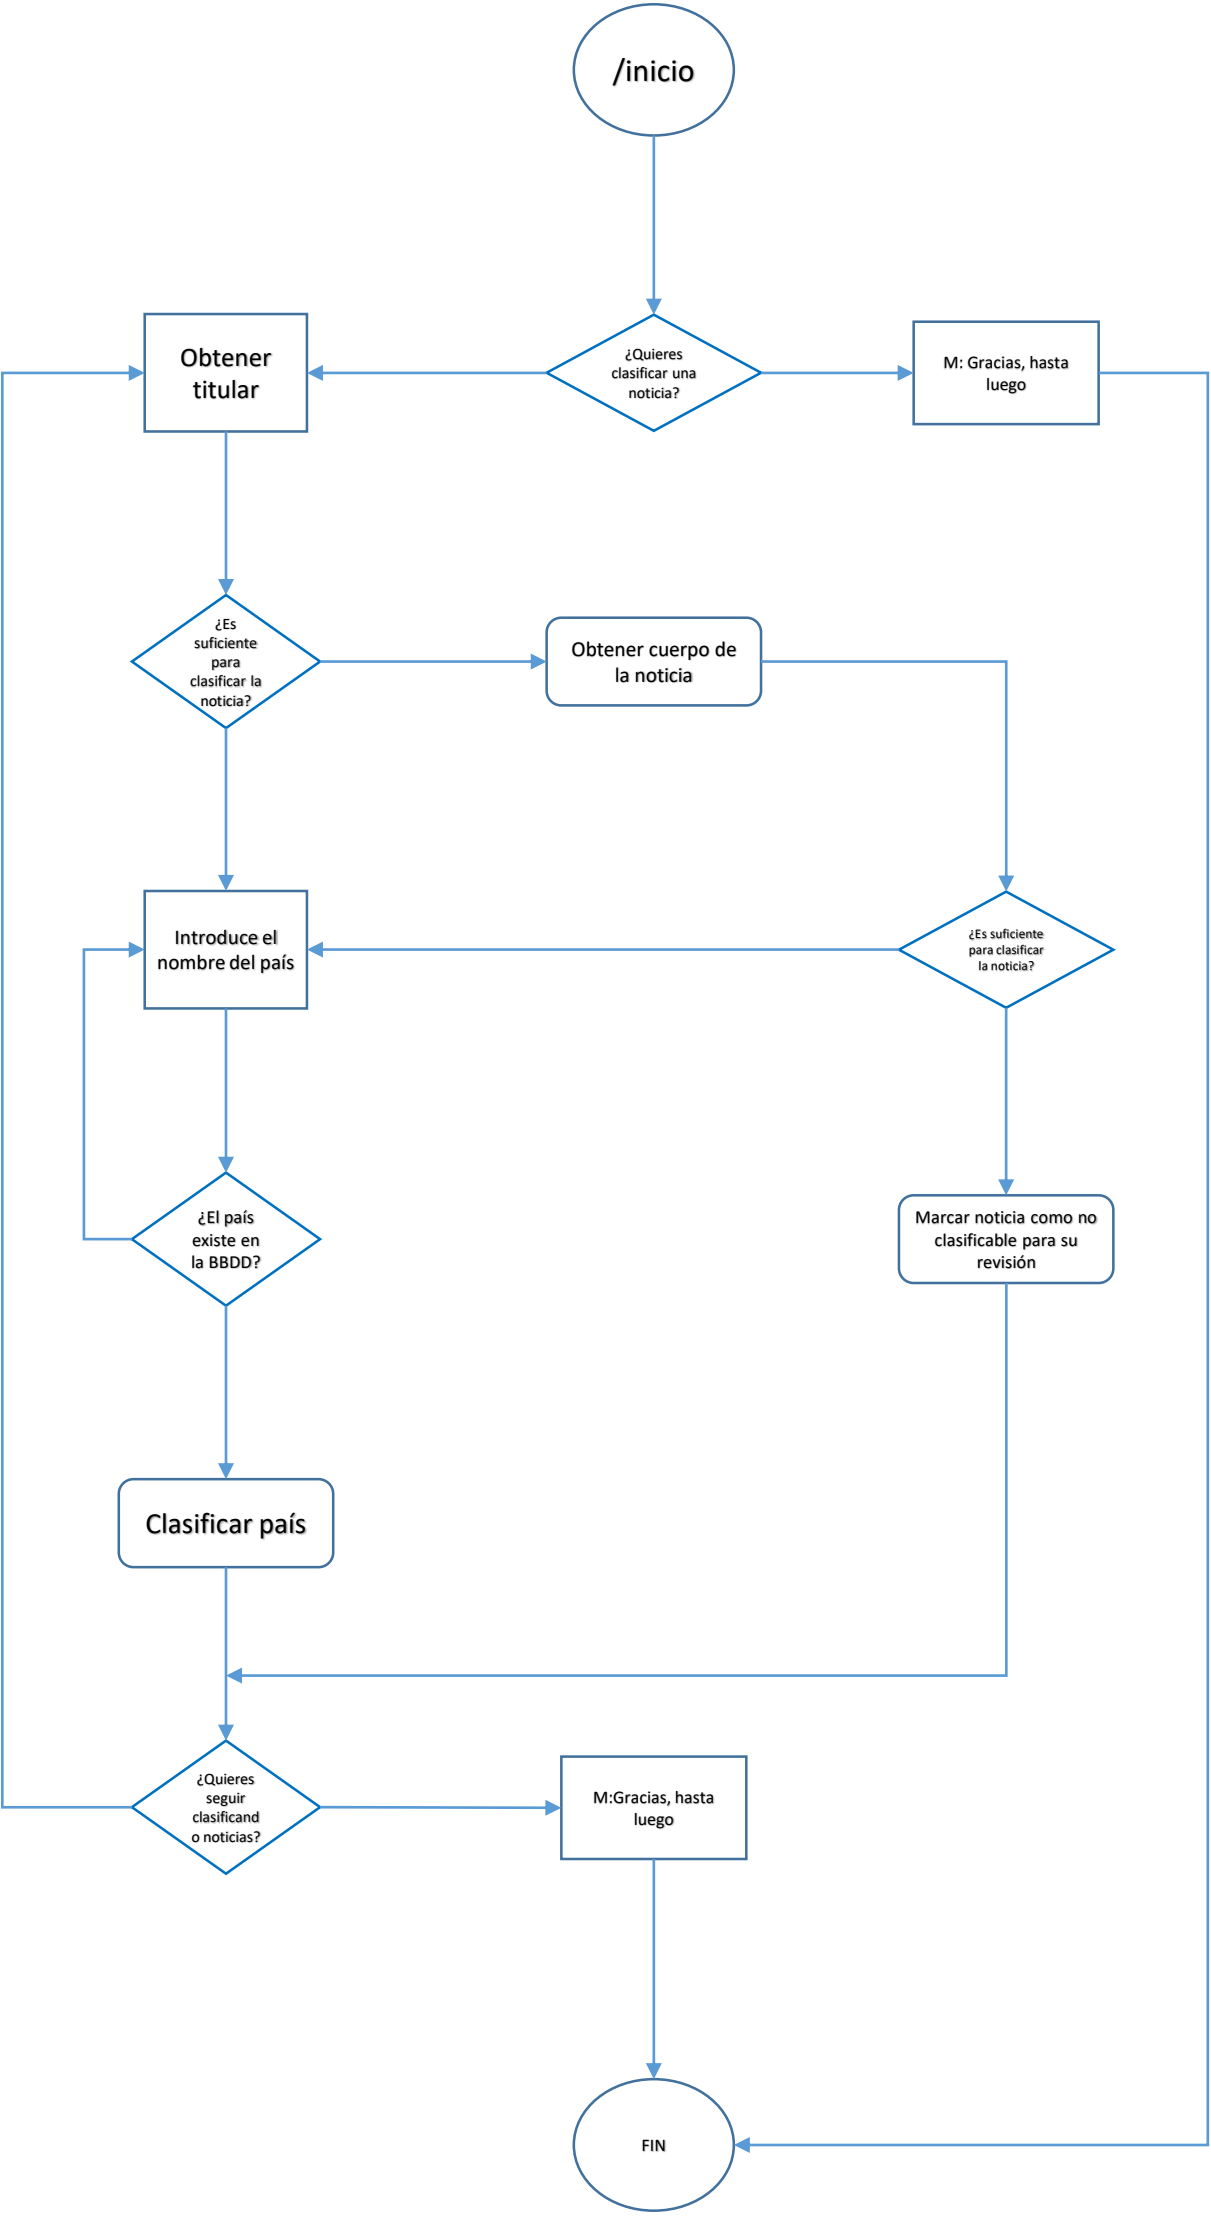 /inicio
¿Quieres
clasificar una
noticia?
Obtener
titular
M: Gracias, hasta
luego
¿Es
suficiente
para
clasificar la
noticia?
Obtener cuerpo de
la noticia
Introduce el
nombre del país
¿Es suficiente
para clasificar
la noticia?
¿El país
existe en
la BBDD?
Marcar noticia como no
clasificable para su
revisión
Clasificar país
¿Quieres
seguir
clasificand
o noticias?
M:Gracias, hasta
luego
FIN